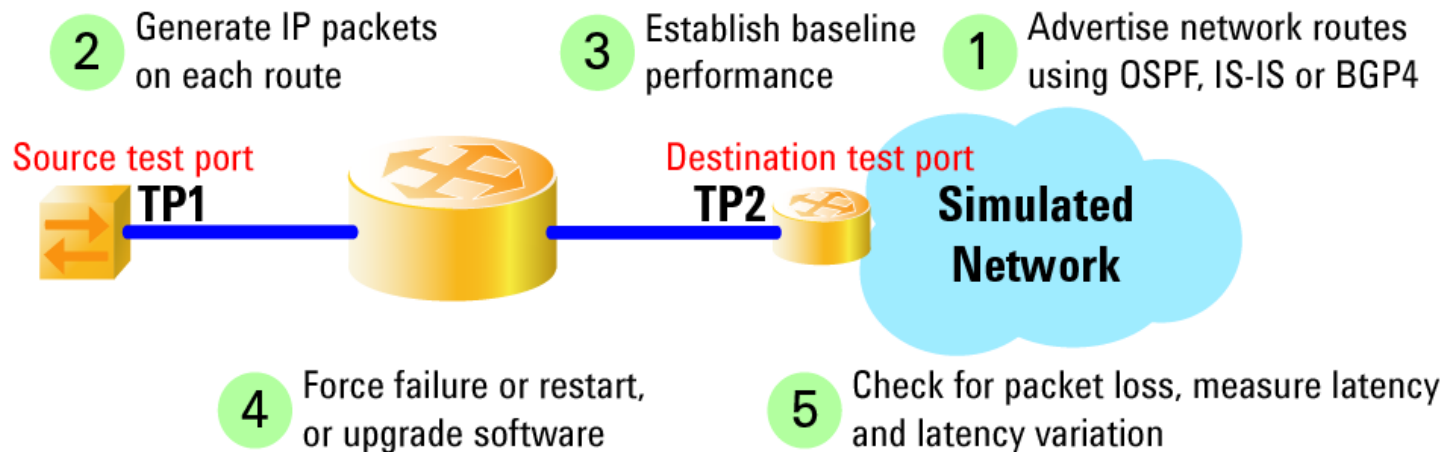 2
Generate IP packets
on each route
3
Establish baseline
performance
1
Advertise network routes
using OSPF, IS-IS or BGP4
Source test port
TP1
Destination test port
TP2
Simulated
Network
4
Force failure or restart,
or upgrade software
5
Check for packet loss, measure latency
and latency variation